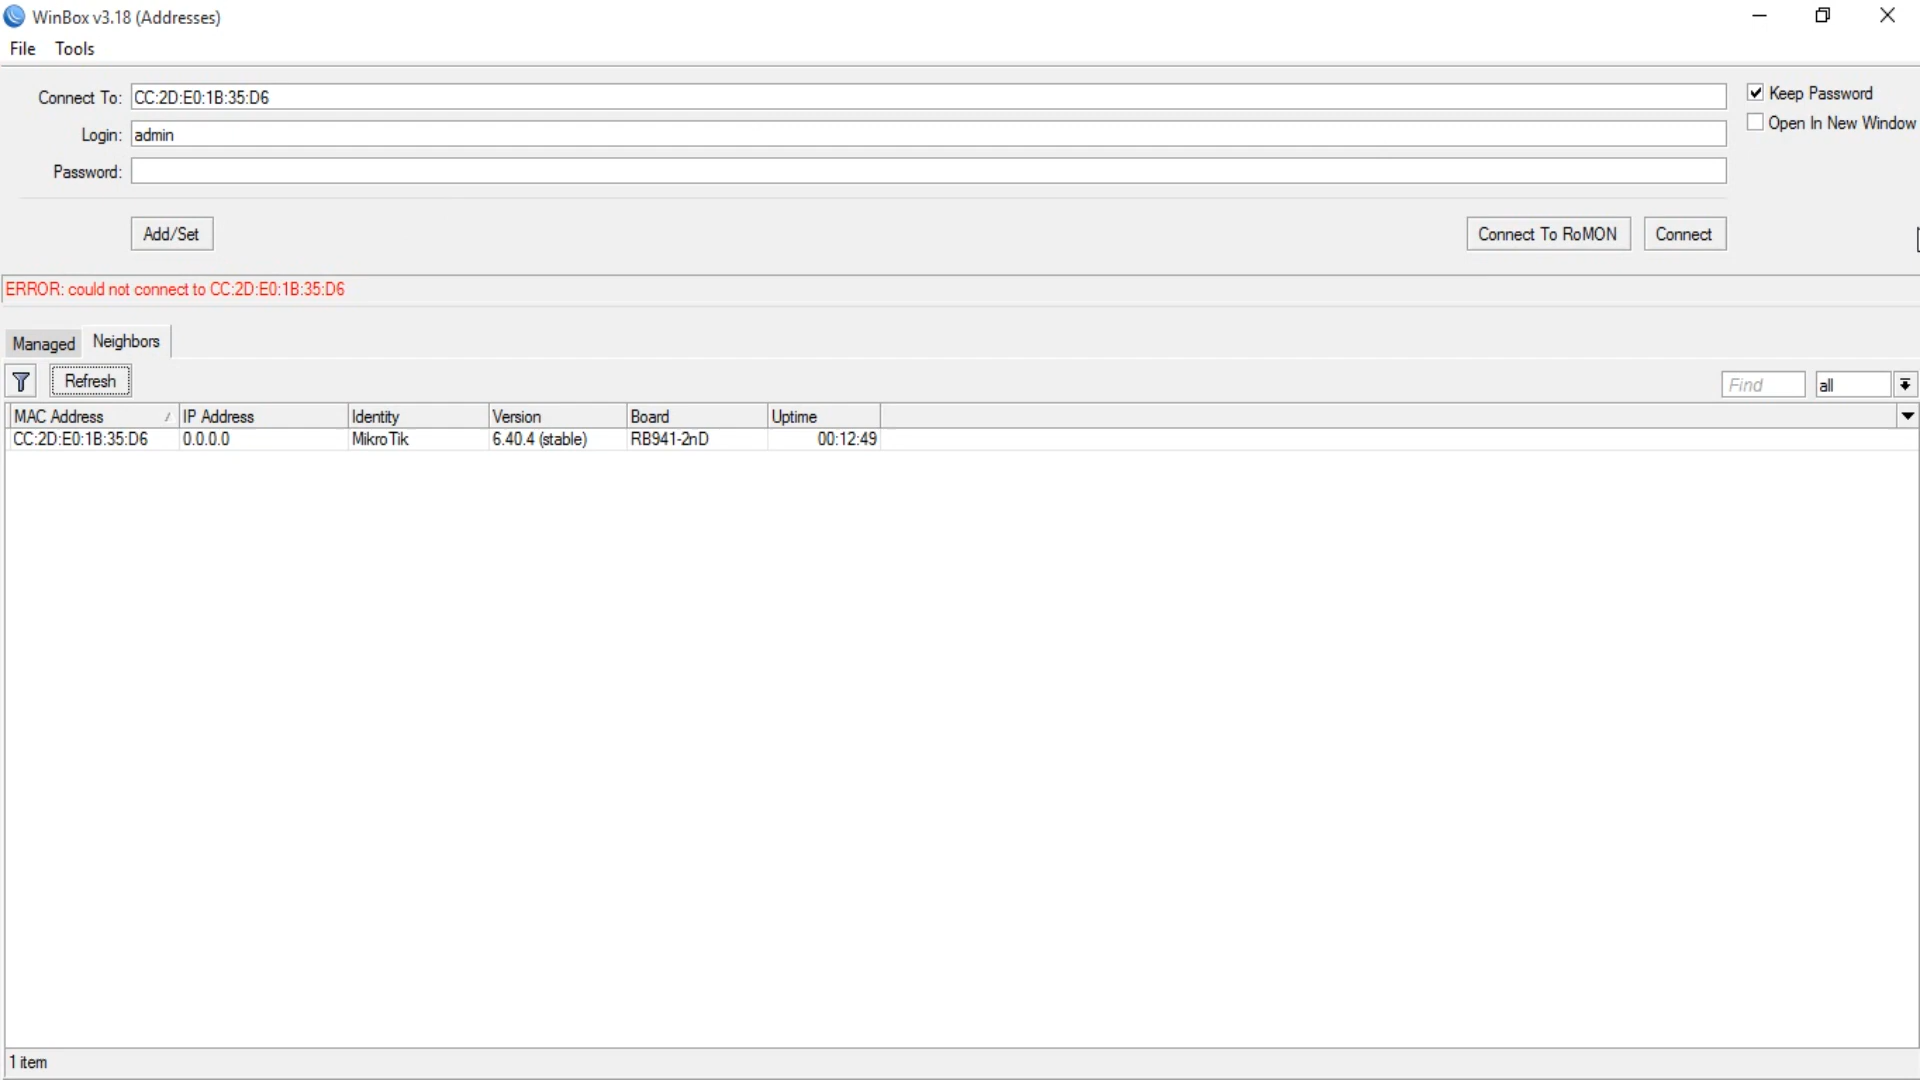 WinBox v3.18 (Addresses)
File Tools
Connect To: CC:2D:E0:1B:35:D6
Keep Password
Login: admin
Open In New Window
Password:
Add/Set
Connect To RoMON
Connect
ERROR: could not connect to CC:2D:E0:1B:35:D6
Managed Neighbors
Refresh
Find
all
MAC Address IP Address Identity Version Board Uptime
CC:2D:E0:1B:35:D6 0.0.0.0 MikroTik 6.40.4 (stable) RB941-2nD 00:12:49
1 item